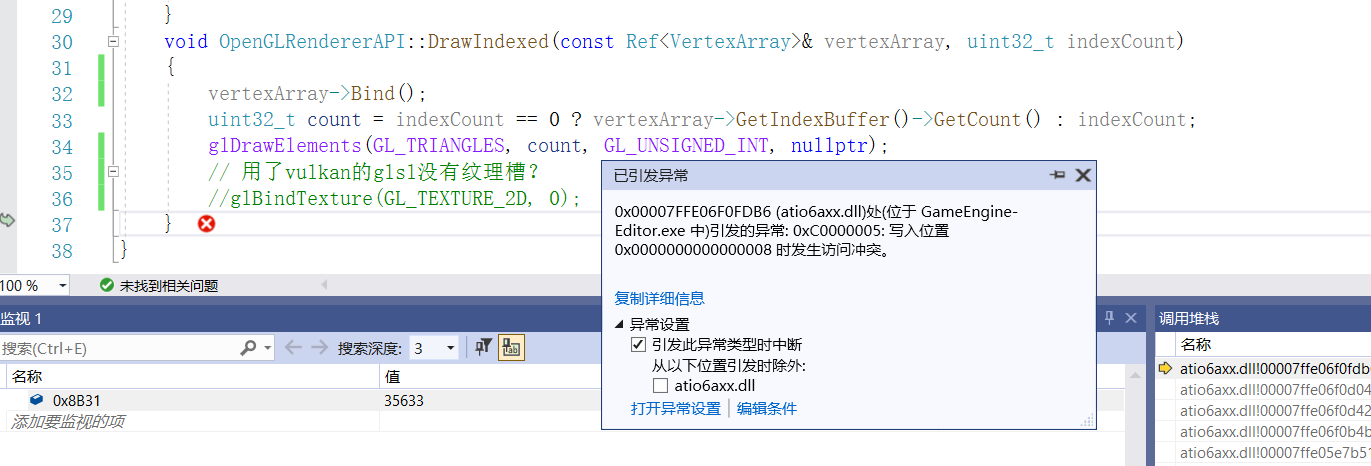 29 }
30 void OpenGLRendererAPI::DrawIndexed(const Ref<VertexArray>& vertexArray, uint32_t indexCount)
31 {
32 vertexArray->Bind();
33 uint32_t count = indexCount == 0 ? vertexArray->GetIndexBuffer()->GetCount() : indexCount;
34 glDrawElements(GL_TRIANGLES, count, GL_UNSIGNED_INT, nullptr);
35 // 用了vulkan的glsl没有纹理槽?
36 //glBindTexture(GL_TEXTURE_2D, 0);
37 }
38 }
已引发异常
0x00007FFE06F0FDB6 (atio6axx.dll)处(位于 GameEngine-
Editor.exe 中)引发的异常: 0xC0000005: 写入位置
0x0000000000000008 时发生访问冲突。
复制详细信息
异常设置
引发此异常类型时中断
从以下位置引发时除外:
atio6axx.dll
打开异常设置 | 编辑条件
100 % 未找到相关问题
监视 1
搜索(Ctrl+E) 搜索深度: 3
名称 值
0x8B31 35633
添加要监视的项
调用堆栈
名称
atio6axx.dll!00007ffe06f0fdb
atio6axx.dll!00007ffe06f0d04
atio6axx.dll!00007ffe06f0d42
atio6axx.dll!00007ffe06f0b4b
atio6axx.dll!00007ffe05e7b5